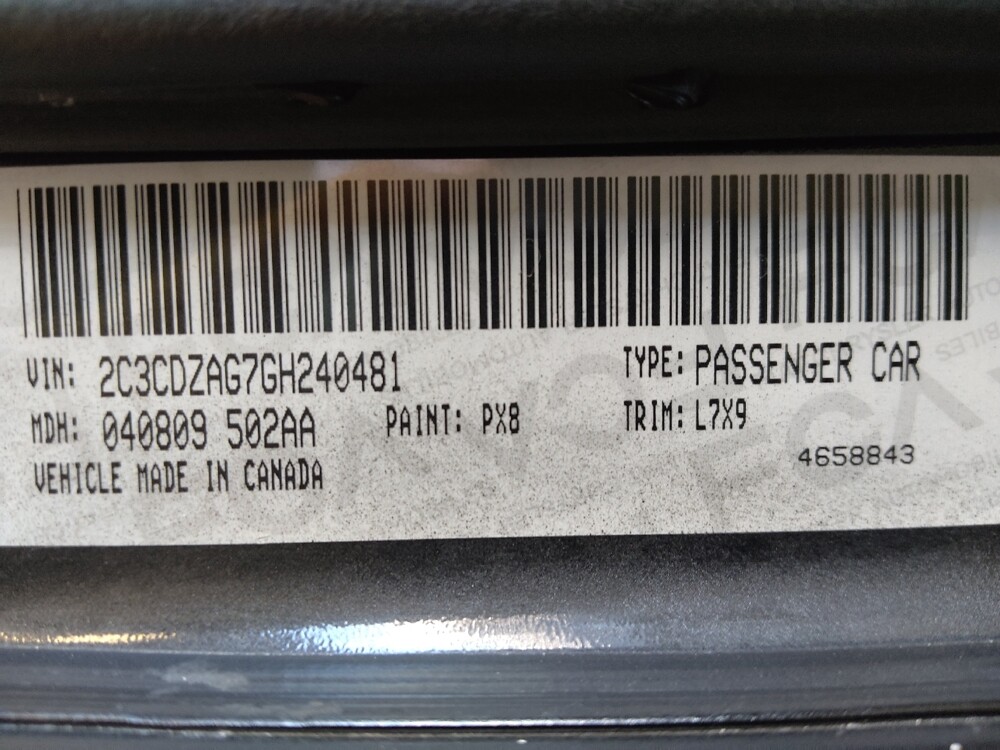 VIN: 2C3CDZAG7GH240481 TYPE: PASSENGER CAR
MDH: 040809 502AA PAINT: PX8 TRIM: L7X9
VEHICLE MADE IN CANADA 4658843